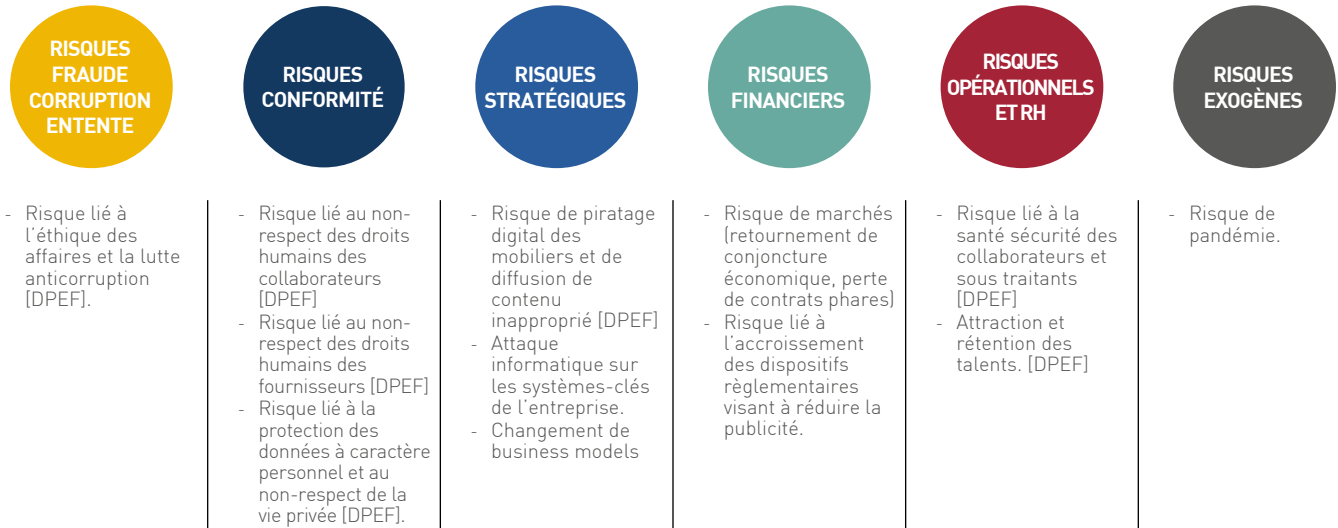 RISQUES
FRAUDE
CORRUPTION
ENTENTE
- Risque lié à
l'éthique des
affaires et la lutte
anticorruption
[DPEF].
RISQUES
CONFORMITÉ
- Risque lié au non-
respect des droits
humains des
collaborateurs
[DPEF]
- Risque lié au non-
respect des droits
humains des
fournisseurs [DPEF]
- Risque lié à la
protection des
données à caractère
personnel et au
non-respect de la
vie privée [DPEF].
RISQUES
STRATÉGIQUES
- Risque de piratage
digital des
mobiliers et de
diffusion de
contenu
inapproprié [DPEF]
- Attaque
informatique sur
les systèmes-clés
de l'entreprise.
- Changement de
business models
RISQUES
FINANCIERS
- Risque de marchés
(retournement de
conjoncture
économique, perte
de contrats phares)
- Risque lié à
l'accroissement
des dispositifs
règlementaires
visant à réduire la
publicité.
RISQUES
OPÉRATIONNELS
ET RH
- Risque lié à la
santé sécurité des
collaborateurs et
sous traitants
[DPEF]
- Attraction et
rétention des
talents. [DPEF]
RISQUES
EXOGÈNES
- Risque de
pandémie.